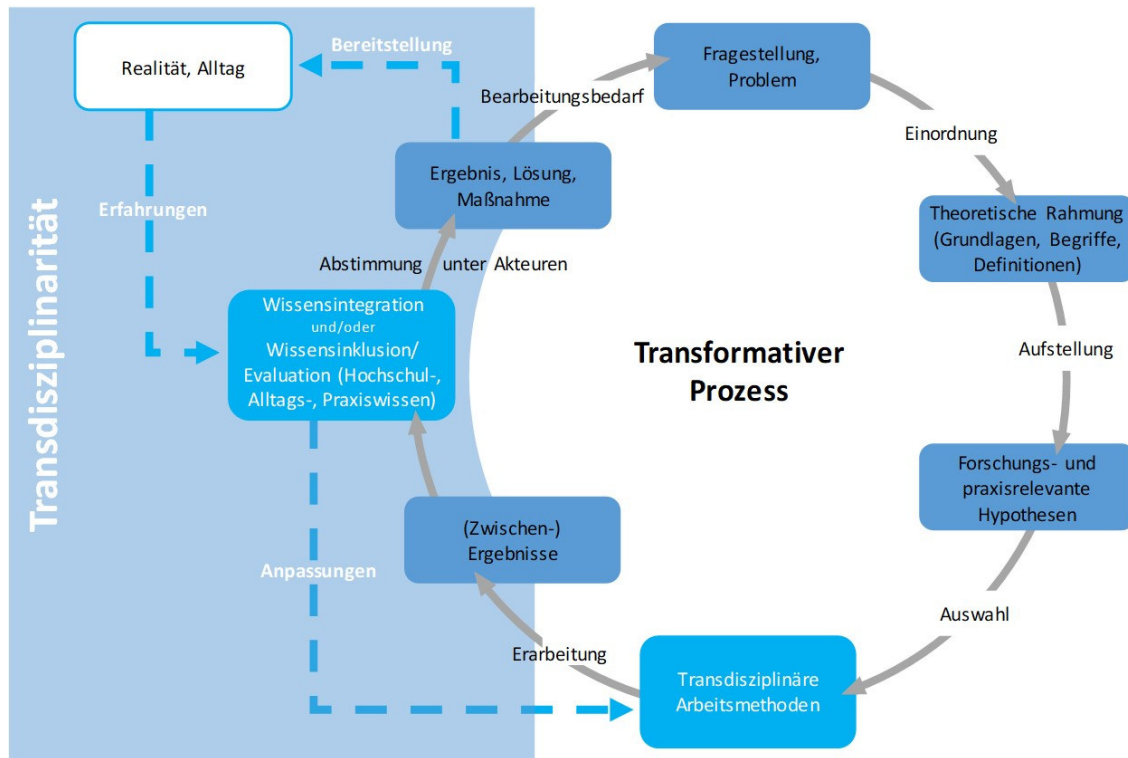 Transdisziplinarität
Realität, Alltag
Bereitstellung
Erfahrungen
Anpassungen
Transformativer
Prozess
Fragestellung,
Problem
Einordnung
Theoretische Rahmung
(Grundlagen, Begriffe,
Definitionen)
Aufstellung
Forschungs- und
praxisrelevante
Hypothesen
Auswahl
Transdisziplinäre
Arbeitsmethoden
Erarbeitung
(Zwischen-)
Ergebnisse
Wissensintegration
und/oder
Wissensinklusion/
Evaluation (Hochschul-,
Alltags-, Praxiswissen)
Abstimmung unter Akteuren
Ergebnis, Lösung,
Maßnahme
Bearbeitungsbedarf